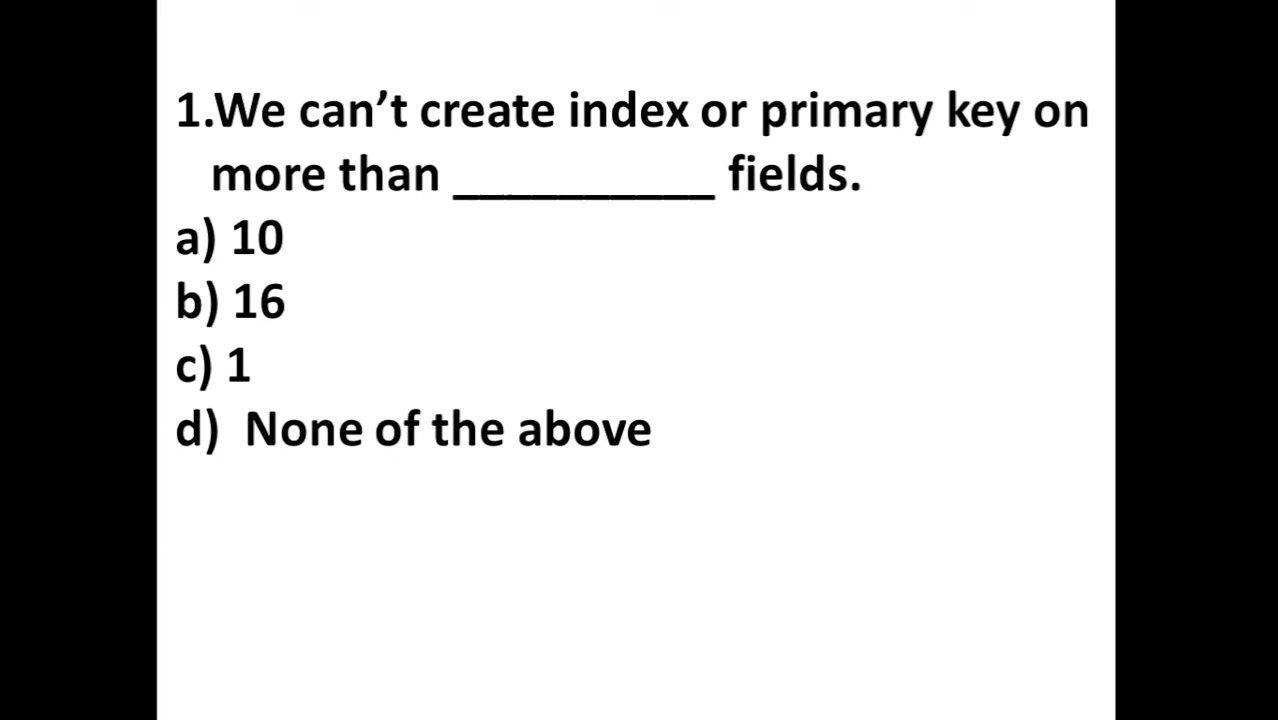 1.We can’t create index or primary key on
more than __________ fields.
a) 10
b) 16
c) 1
d) None of the above